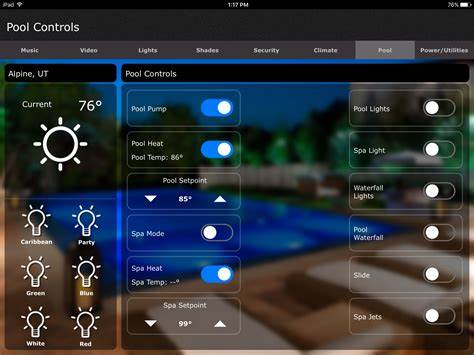 iPad
1:17 PM
76%
Pool Controls
Music
Video
Lights
Shades
Security
Climate
Pool
Power/Utilities
Alpine, UT
Pool Controls
Current
76°
Pool Pump
Pool Lights
Pool Heat
Pool Temp: 86°
Spa Light
Pool Setpoint
85°
Waterfall
Lights
Caribbean
Party
Spa Mode
Pool
Waterfall
Green
Blue
Spa Heat
Spa Temp: --°
Slide
Spa Setpoint
99°
Spa Jets
White
Red